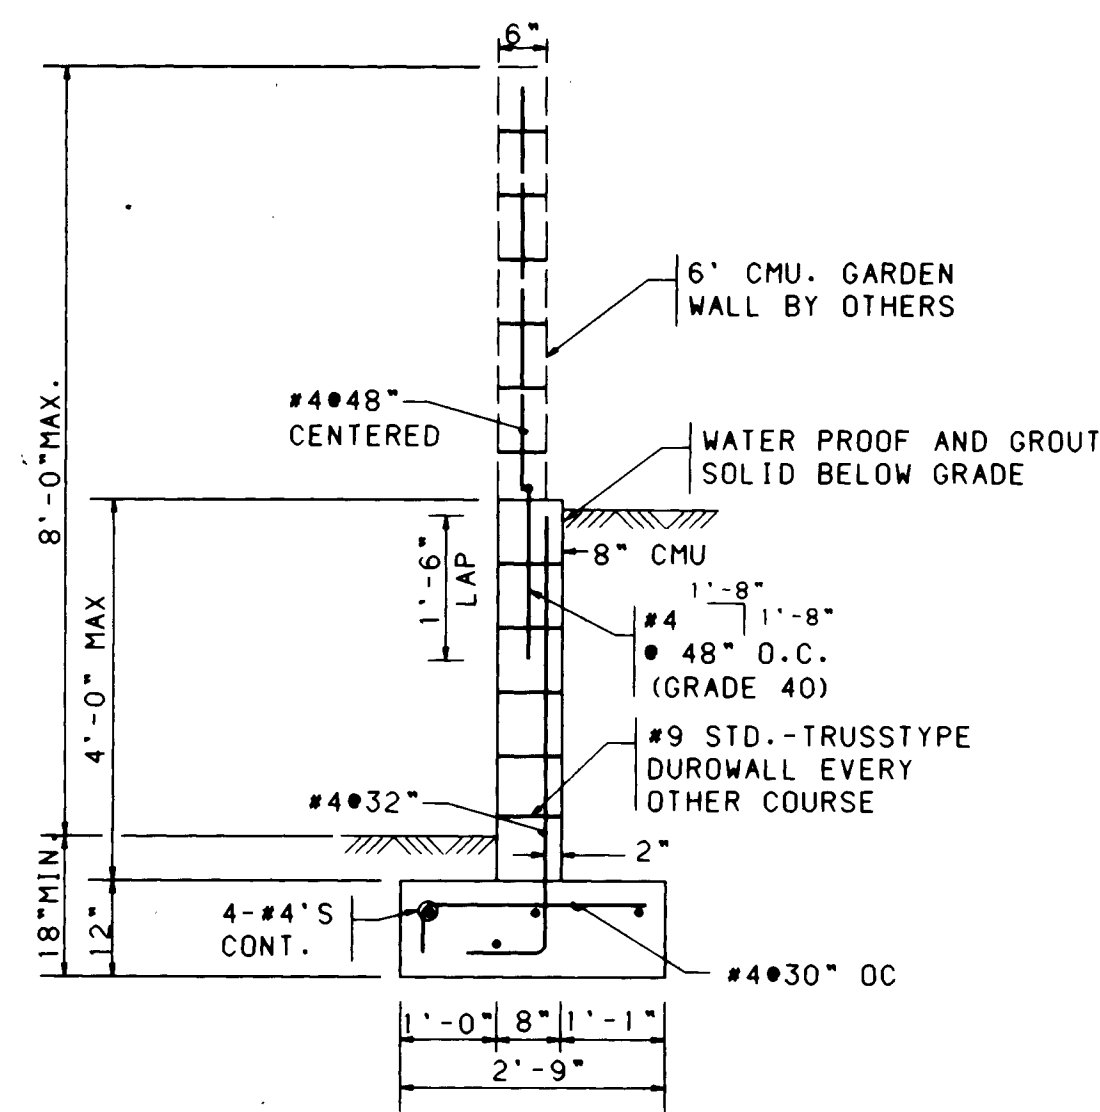 6"
8'-0"MAX.
6' CMU. GARDEN
WALL BY OTHERS
#4@48"
CENTERED
WATER PROOF AND GROUT
SOLID BELOW GRADE
8" CMU
1'-6"
LAP
1'-8"
1'-8"
#4
@ 48" O.C.
(GRADE 40)
4'-0" MAX
#9 STD.-TRUSSTYPE
DUROWALL EVERY
OTHER COURSE
#4@32"
2"
18"MIN.
12"
4-#4'S
CONT.
#4@30" OC
1'-0"
8"
1'-1"
2'-9"